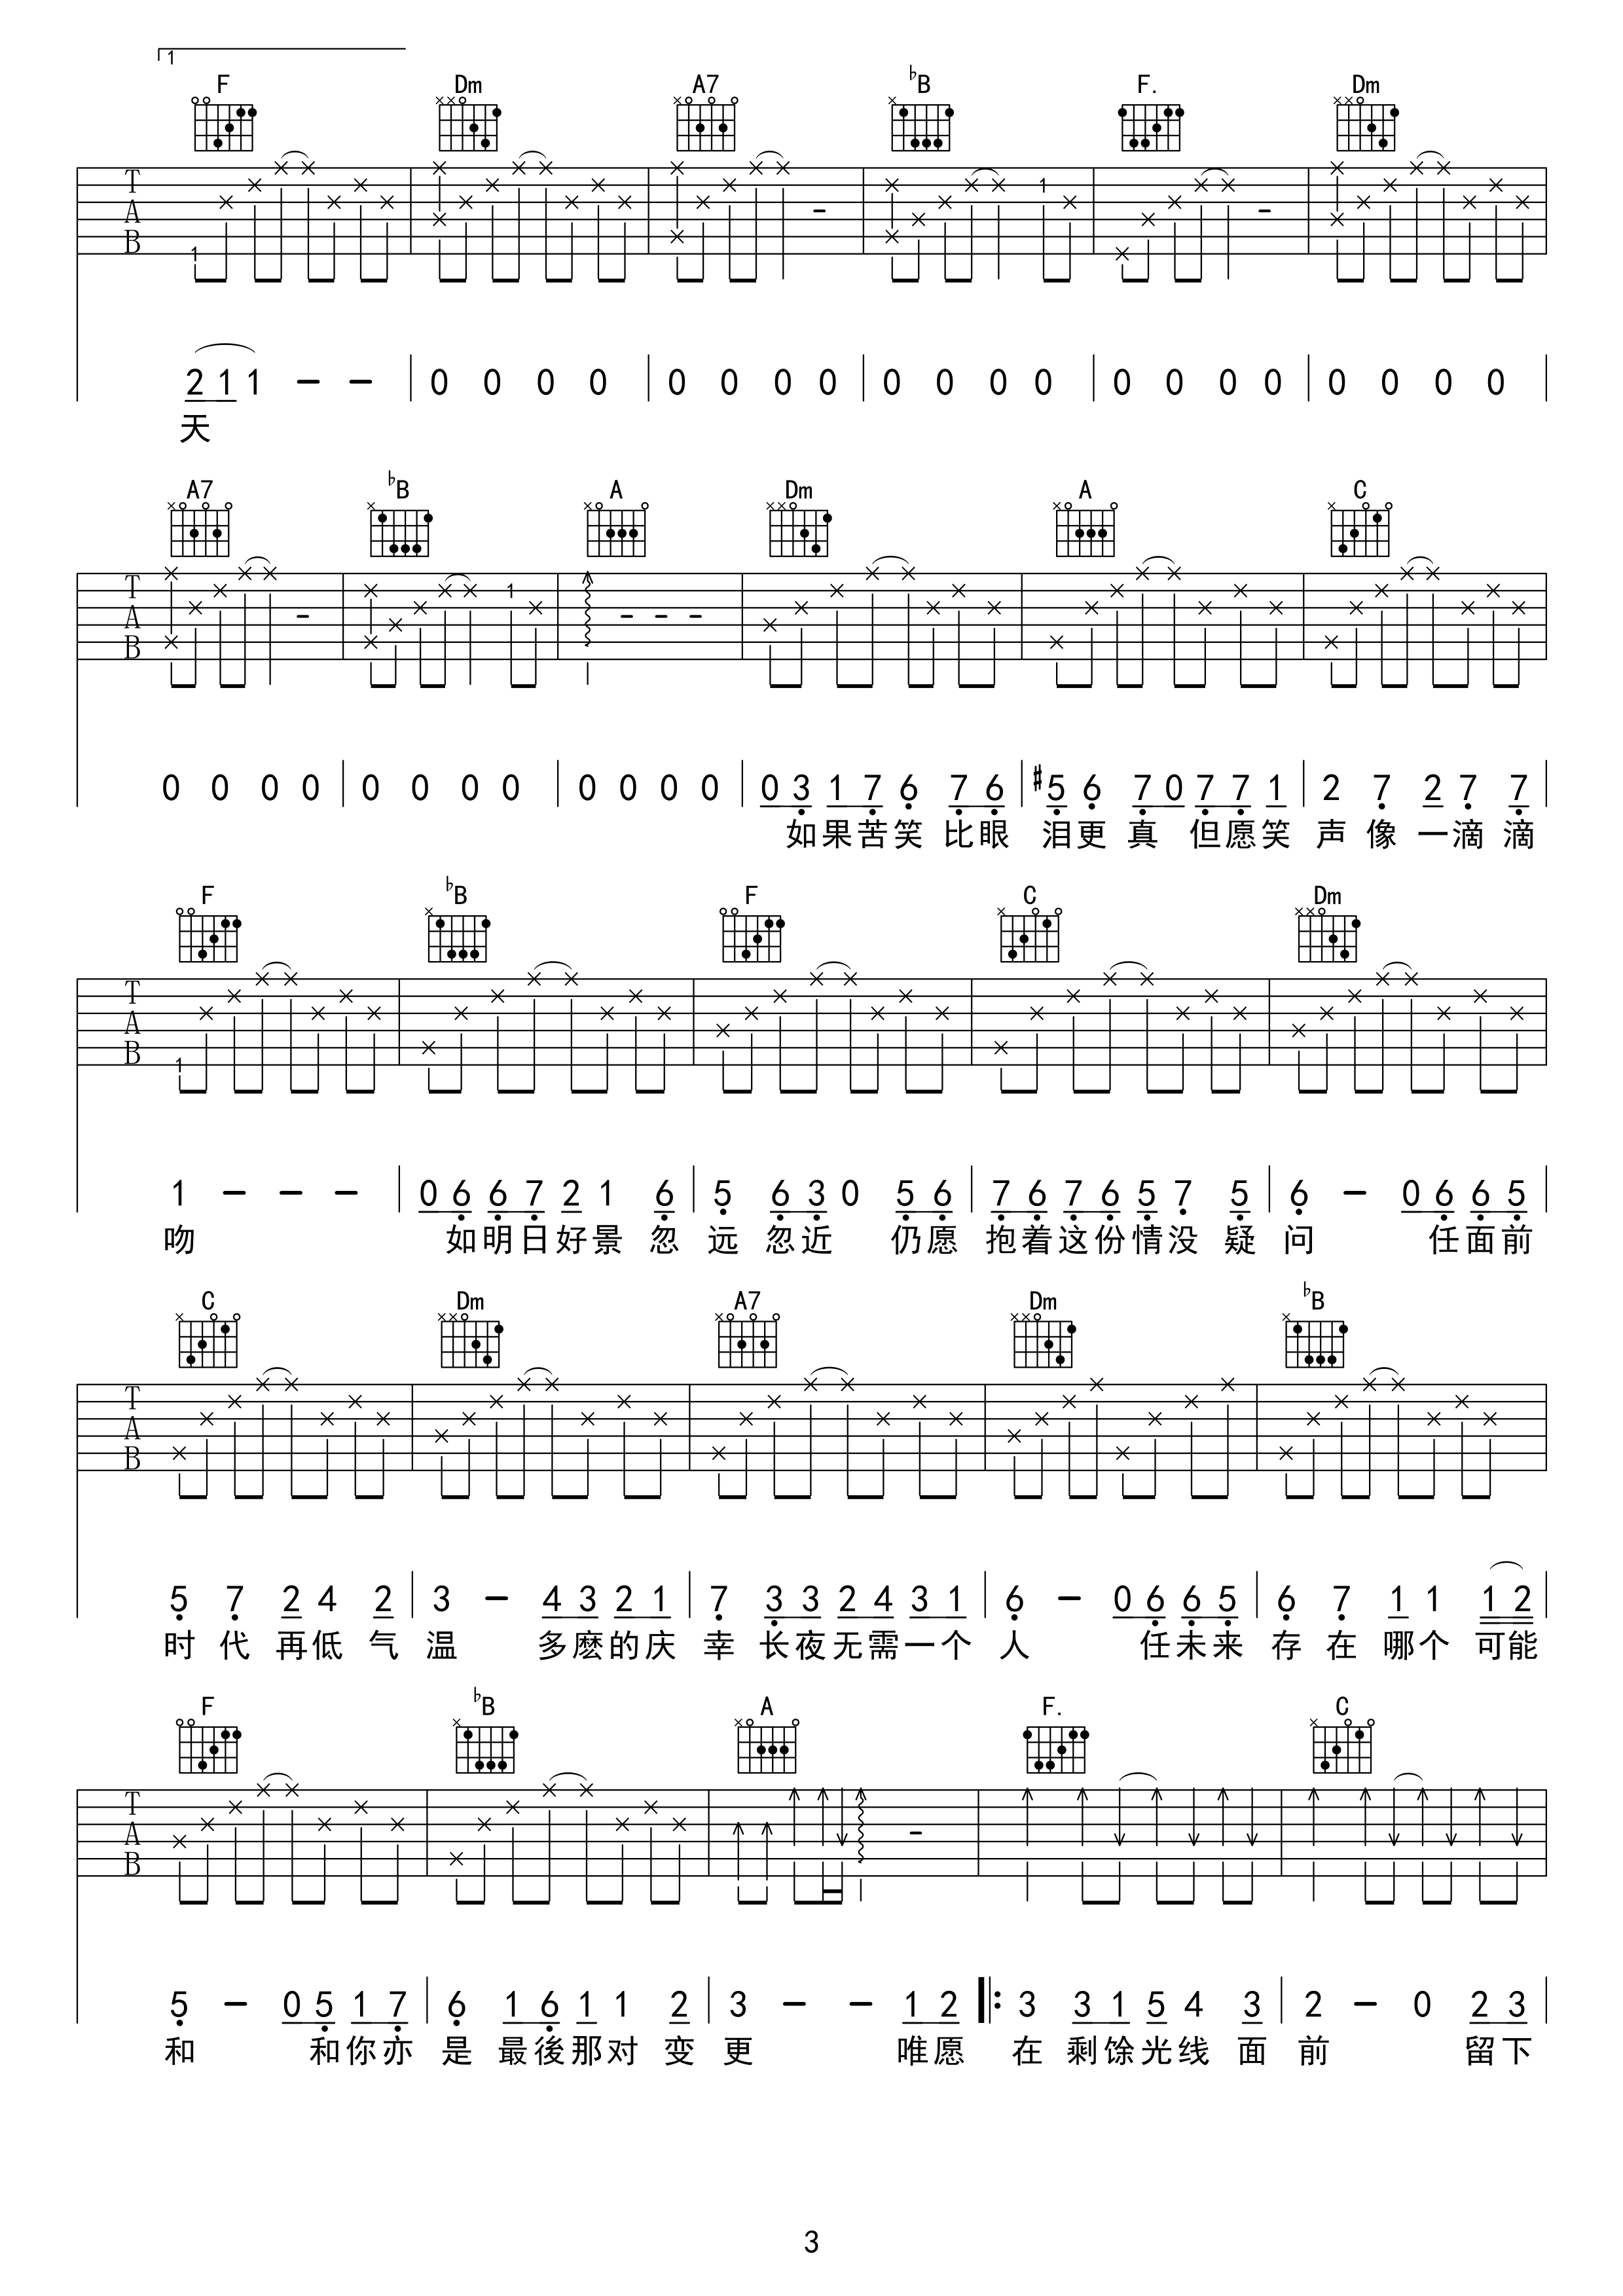 1
F Dm A7 ♭B F. Dm
T A B 1 1
2 1 1 - - | 0 0 0 0 | 0 0 0 0 | 0 0 0 0 | 0 0 0 0 | 0 0 0 0
天
A7 ♭B A Dm A C
T A B 1
0 0 0 0 | 0 0 0 0 | 0 0 0 0 | 0 3 1 7 6 7 6 | #5 6 7 0 7 7 1 | 2 7 2 7 7
如果苦笑 比眼 泪更 真 但愿笑 声 像 一滴 滴
F ♭B F C Dm
T A B 1
1 - - - | 0 6 6 7 2 1 6 | 5 6 3 0 5 6 | 7 6 7 6 5 7 5 | 6 - 0 6 6 5
吻 如明日好景 忽 远 忽近 仍愿 抱着这份情没 疑 问 任面前
C Dm A7 Dm ♭B
T A B
5 7 2 4 2 | 3 - 4 3 2 1 | 7 3 3 2 4 3 1 | 6 - 0 6 6 5 | 6 7 1 1 1 2
时 代 再低 气 温 多麽的庆 幸 长夜无需一个 人 任未来 存 在 哪个 可能
F ♭B A F. C
T A B
5 - 0 5 1 7 | 6 1 6 1 1 2 | 3 - - 1 2 |: 3 3 1 5 4 3 | 2 - 0 2 3
和 和你亦 是 最後那对 变 更 唯愿 在 剩馀光线 面 前 留下
3